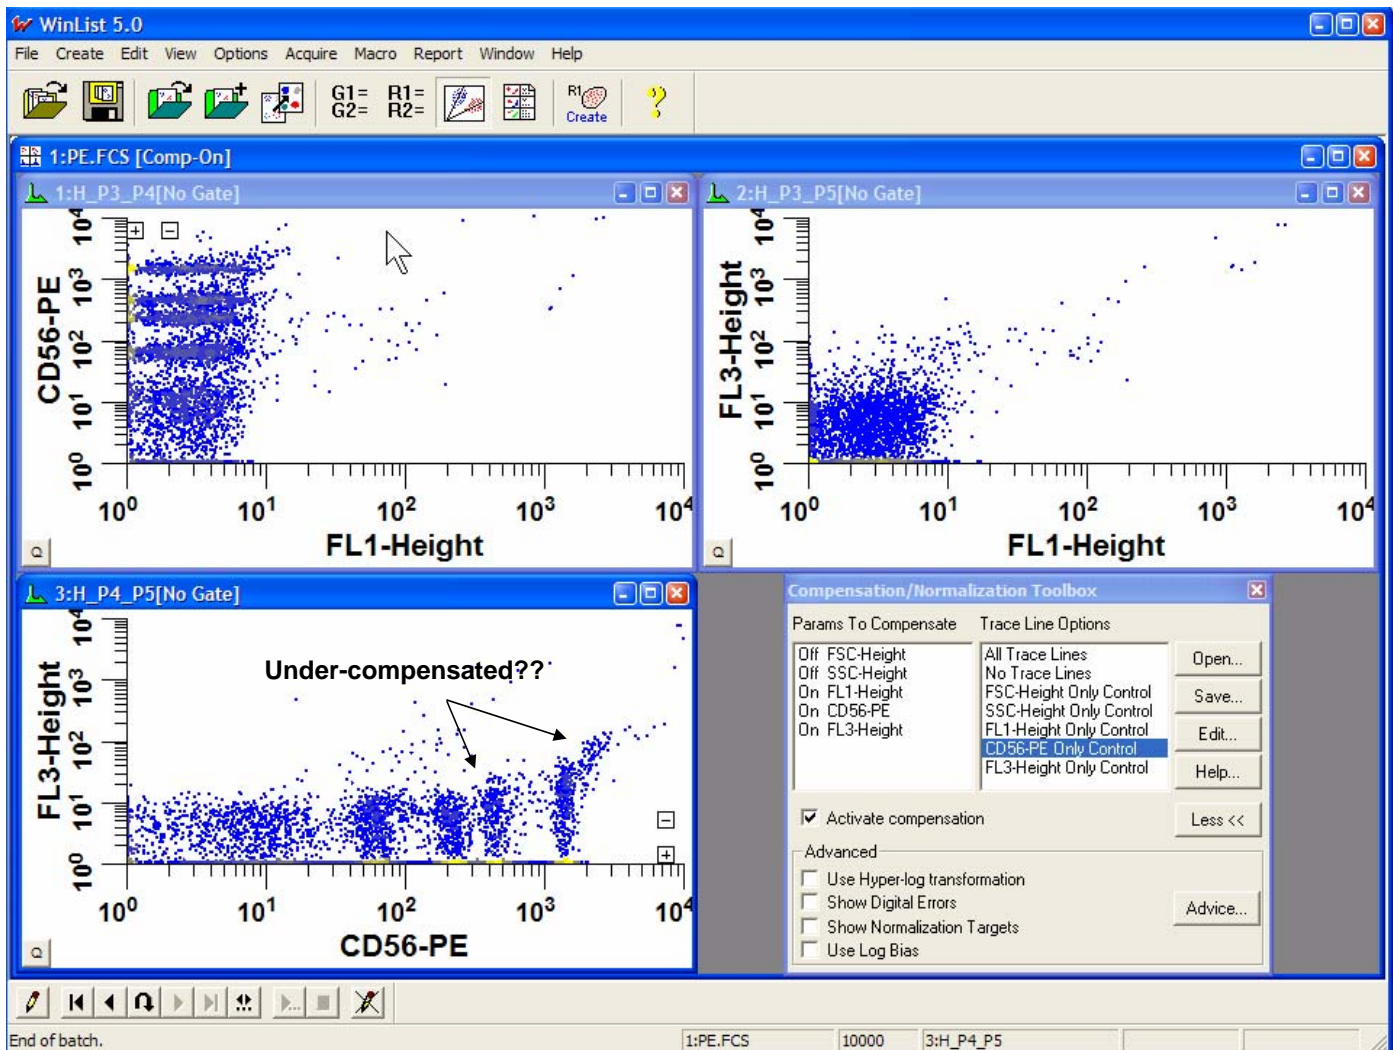 WinList 5.0
File Create Edit View Options Acquire Macro Report Window Help
G1= R1=
G2= R2=
R1
Create
?
1:PE.FCS [Comp-On]
1:H_P3_P4[No Gate]
2:H_P3_P5[No Gate]
CD56-PE
10⁴
10³
10²
10¹
10⁰
+ −
10⁰ 10¹ 10² 10³ 10⁴
FL1-Height
Q
FL3-Height
10⁴
10³
10²
10¹
10⁰
10⁰ 10¹ 10² 10³ 10⁴
FL1-Height
Q
3:H_P4_P5[No Gate]
Under-compensated??
FL3-Height
10⁴
10³
10²
10¹
10⁰
−
+
10⁰ 10¹ 10² 10³ 10⁴
CD56-PE
Q
Compensation/Normalization Toolbox
Params To Compensate
Off FSC-Height
Off SSC-Height
On FL1-Height
On CD56-PE
On FL3-Height
Trace Line Options
All Trace Lines
No Trace Lines
FSC-Height Only Control
SSC-Height Only Control
FL1-Height Only Control
CD56-PE Only Control
FL3-Height Only Control
Open...
Save...
Edit...
Help...
Activate compensation
Less <<
Advanced
Use Hyper-log transformation
Show Digital Errors
Show Normalization Targets
Use Log Bias
Advice...
End of batch.
1:PE.FCS
10000
3:H_P4_P5